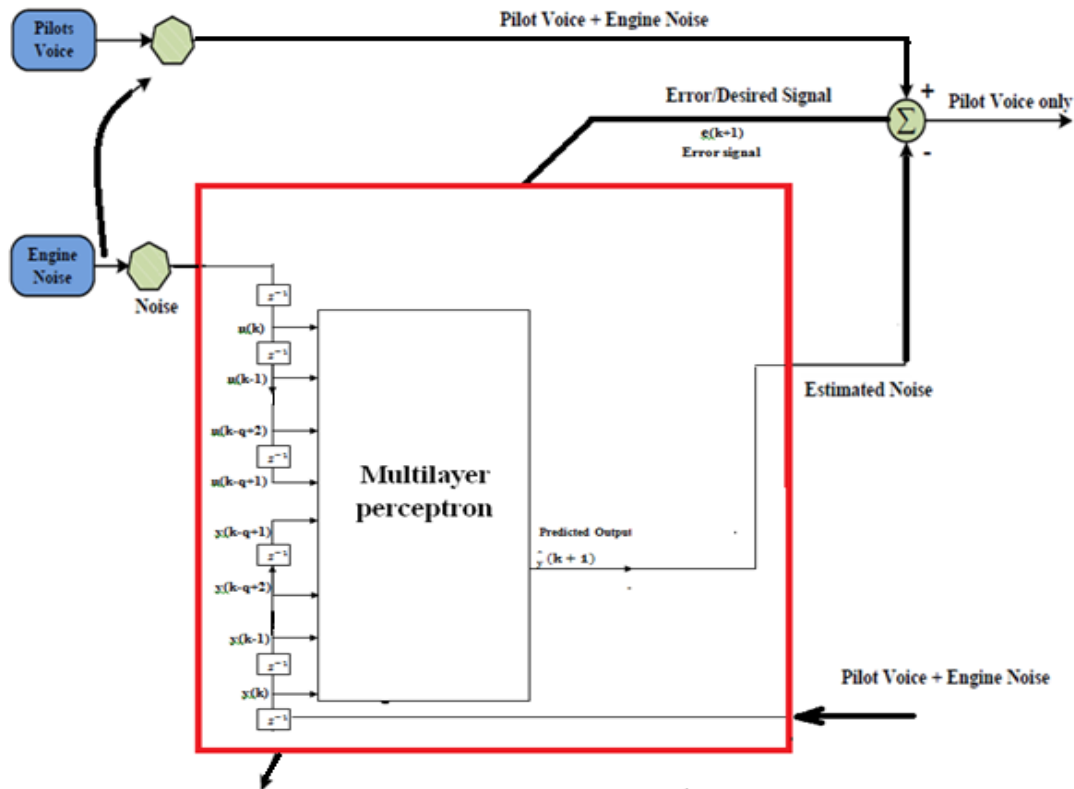 Pilot Voice + Engine Noise
Pilots
Voice
+
Error/Desired Signal
Pilot Voice only
Σ
e(k+1)
Error signal
-
Engine
Noise
Noise
z⁻¹
u(k)
z⁻¹
u(k-1)
Estimated Noise
u(k-q+2)
z⁻¹
u(k-q+1)
Multilayer
perceptron
y(k-q+1)
z⁻¹
Predicted Output
ŷ(k + 1)
y(k-q+2)
y(k-1)
z⁻¹
y(k)
Pilot Voice + Engine Noise
z⁻¹